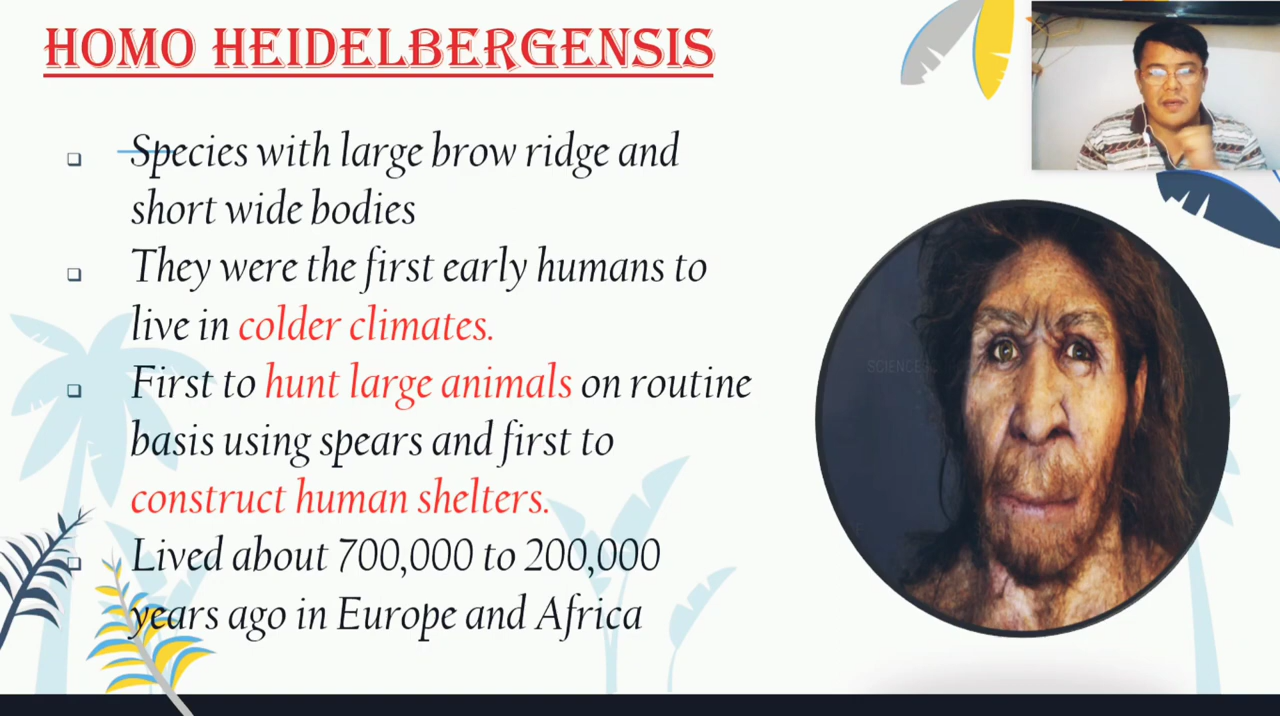 HOMO HEIDELBERGENSIS
Species with large brow ridge and
short wide bodies
They were the first early humans to
live in colder climates.
First to hunt large animals on routine
basis using spears and first to
construct human shelters.
Lived about 700,000 to 200,000
years ago in Europe and Africa
SCIENCE